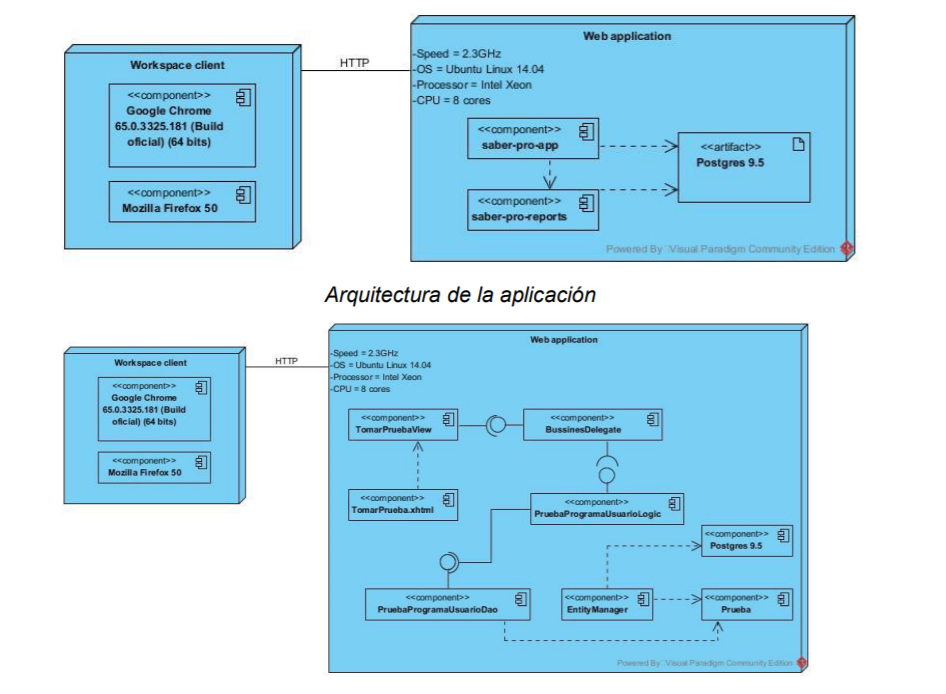 Web application
-Speed = 2.3GHz
-OS = Ubuntu Linux 14.04
-Processor = Intel Xeon
-CPU = 8 cores
Workspace client
HTTP
<<component>>
Google Chrome
65.0.3325.181 (Build
oficial) (64 bits)
<<component>>
Mozilla Firefox 50
<<component>>
saber-pro-app
<<artifact>>
Postgres 9.5
<<component>>
saber-pro-reports
Powered By Visual Paradigm Community Edition
Arquitectura de la aplicación
Web application
-Speed = 2.3GHz
-OS = Ubuntu Linux 14.04
-Processor = Intel Xeon
-CPU = 8 cores
Workspace client
HTTP
<<component>>
Google Chrome
65.0.3325.181 (Build
oficial) (64 bits)
<<component>>
Mozilla Firefox 50
<<component>>
TomarPruebaView
<<component>>
BussinesDelegate
<<component>>
TomarPrueba.xhtml
<<component>>
PruebaProgramaUsuarioLogic
<<component>>
Postgres 9.5
<<component>>
PruebaProgramaUsuarioDao
<<component>>
EntityManager
<<component>>
Prueba
Powered By Visual Paradigm Community Edition